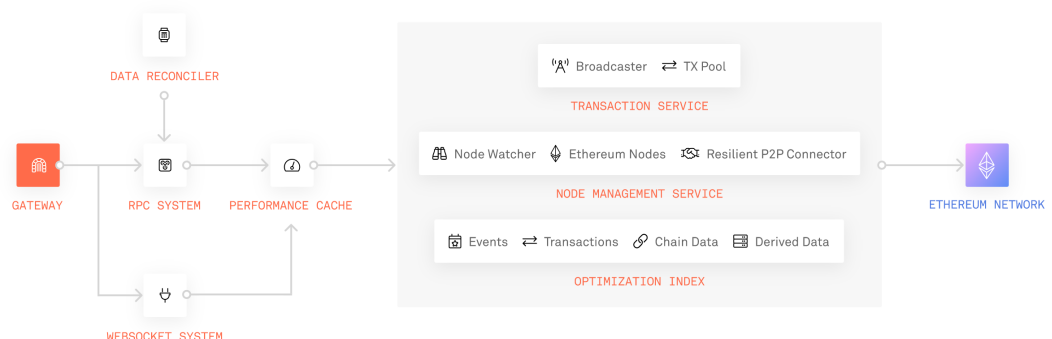 DATA RECONCILER
GATEWAY
RPC SYSTEM
PERFORMANCE CACHE
WEBSOCKET SYSTEM
Broadcaster TX Pool
TRANSACTION SERVICE
Node Watcher Ethereum Nodes Resilient P2P Connector
NODE MANAGEMENT SERVICE
Events Transactions Chain Data Derived Data
OPTIMIZATION INDEX
ETHEREUM NETWORK